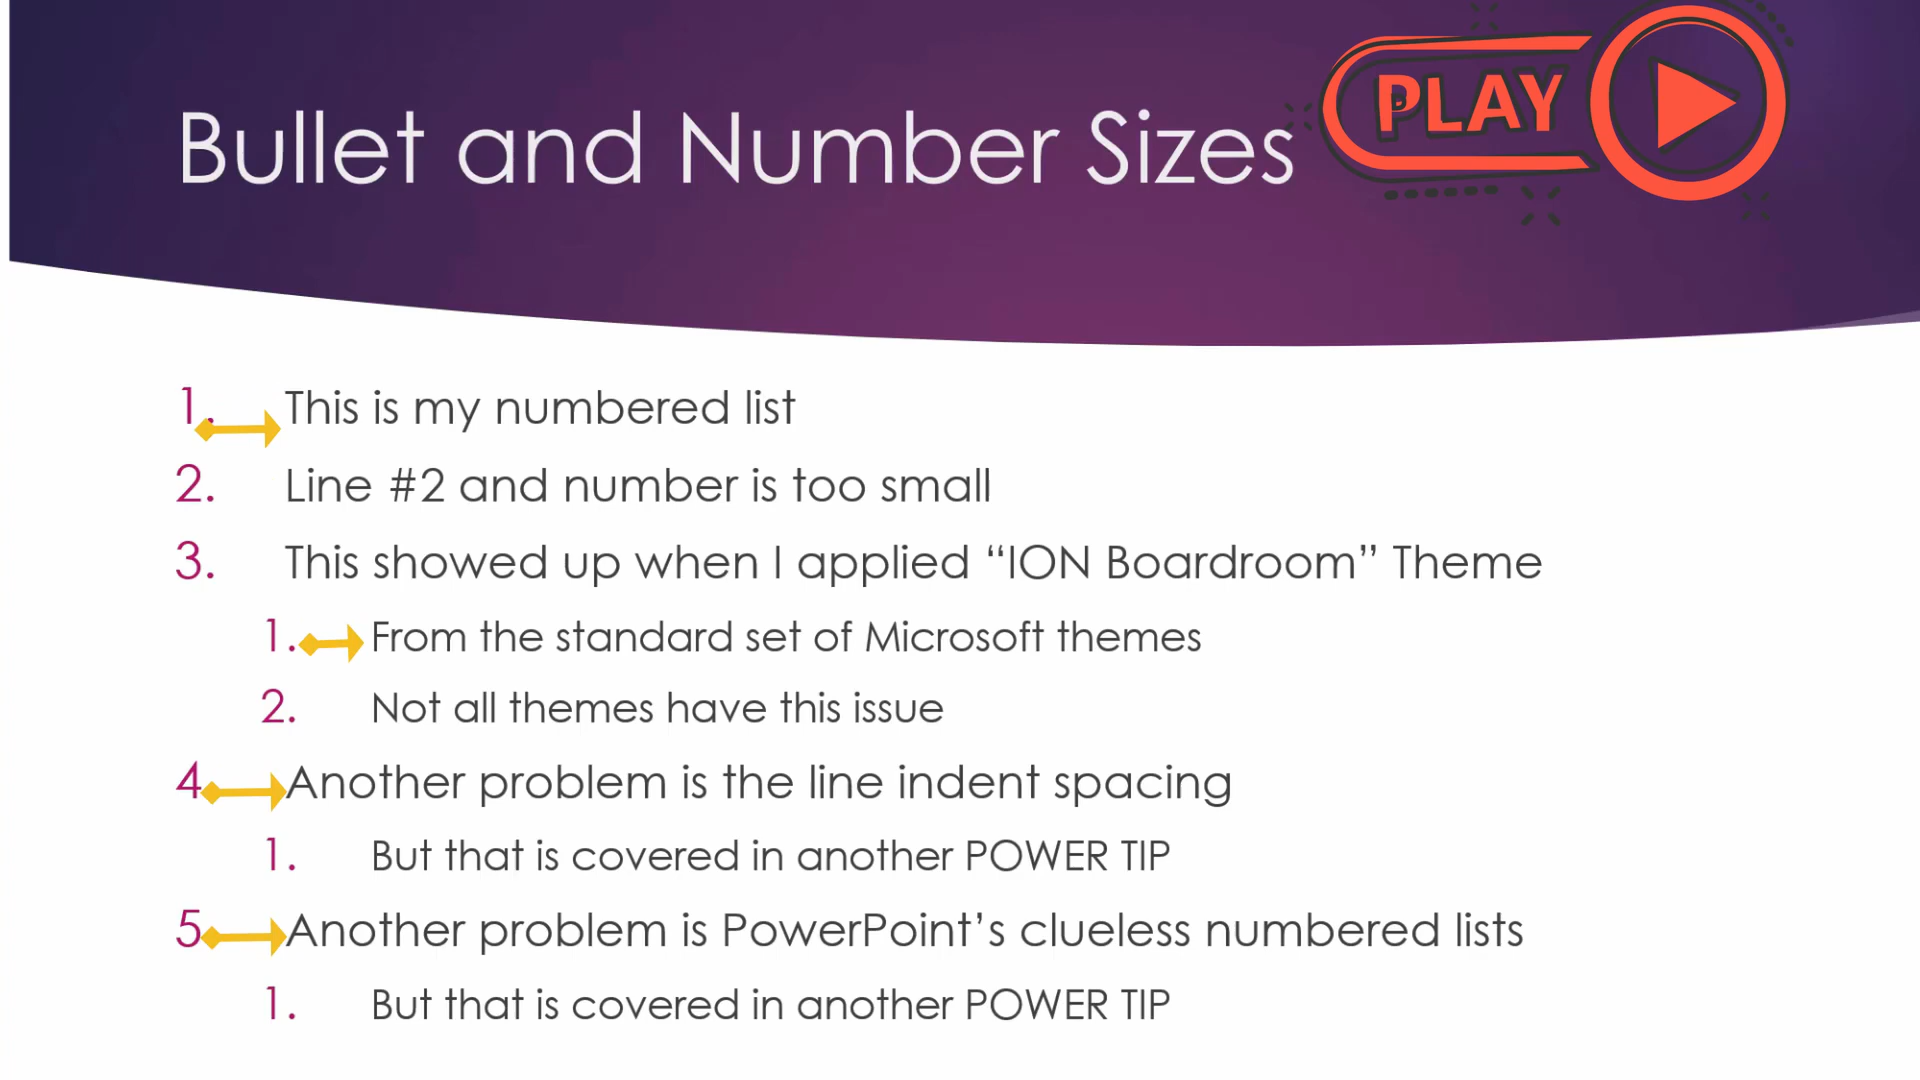 Bullet and Number Sizes
PLAY
1. This is my numbered list
2. Line #2 and number is too small
3. This showed up when I applied “ION Boardroom” Theme
1. From the standard set of Microsoft themes
2. Not all themes have this issue
4 Another problem is the line indent spacing
1. But that is covered in another POWER TIP
5 Another problem is PowerPoint’s clueless numbered lists
1. But that is covered in another POWER TIP